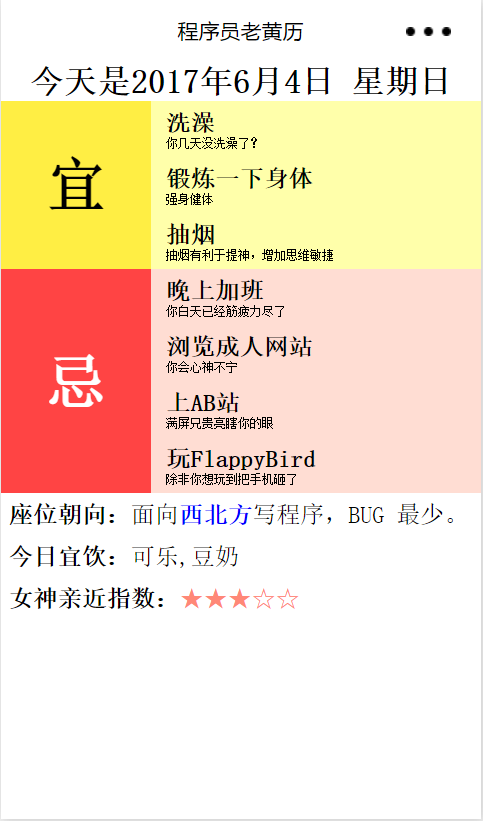 程序员老黄历
今天是2017年6月4日 星期日
宜
洗澡
你几天没洗澡了?
锻炼一下身体
强身健体
抽烟
抽烟有利于提神，增加思维敏捷
忌
晚上加班
你白天已经筋疲力尽了
浏览成人网站
你会心神不宁
上AB站
满屏兄贵亮瞎你的眼
玩FlappyBird
除非你想玩到把手机砸了
座位朝向：面向西北方写程序，BUG 最少。
今日宜饮：可乐,豆奶
女神亲近指数：★★★☆☆